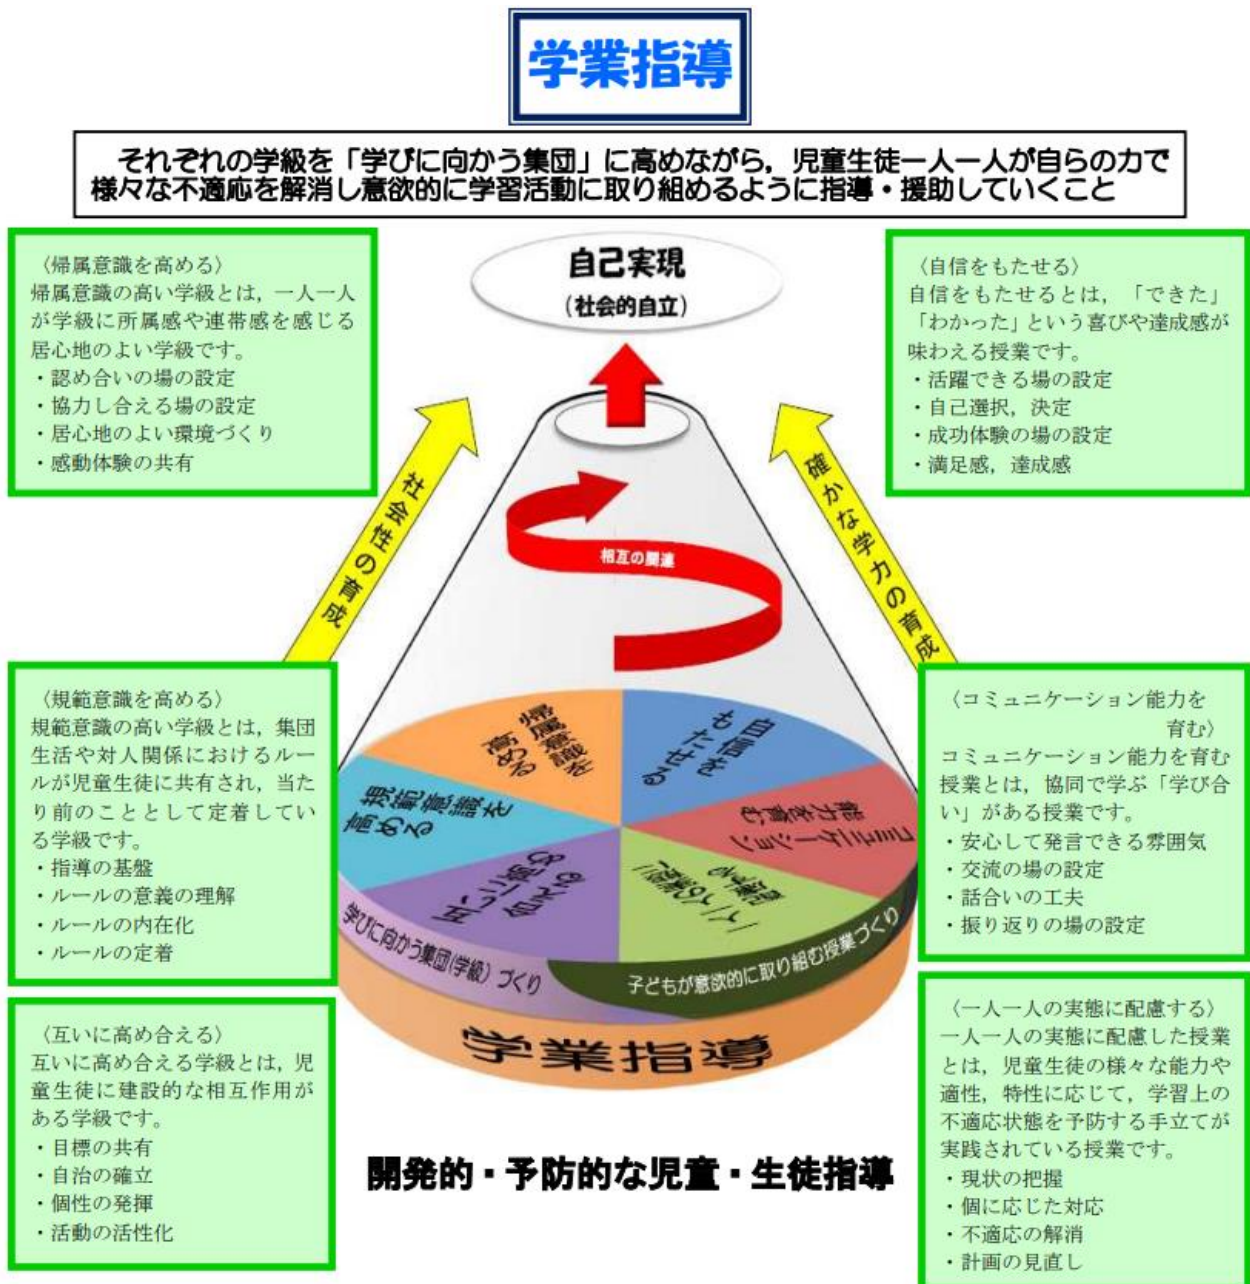 学業指導
それぞれの学級を「学びに向かう集団」に高めながら，児童生徒一人一人が自らの力で
様々な不適応を解消し意欲的に学習活動に取り組めるように指導・援助していくこと
〈帰属意識を高める〉
帰属意識の高い学級とは，一人一人
が学級に所属感や連帯感を感じる
居心地のよい学級です。
・認め合いの場の設定
・協力し合える場の設定
・居心地のよい環境づくり
・感動体験の共有
自己実現
(社会的自立)
〈自信をもたせる〉
自信をもたせるとは，「できた」
「わかった」という喜びや達成感が
味わえる授業です。
・活躍できる場の設定
・自己選択，決定
・成功体験の場の設定
・満足感，達成感
社会性の育成
相互の関連
確かな学力の育成
〈規範意識を高める〉
規範意識の高い学級とは，集団
生活や対人関係におけるルー
ルが児童生徒に共有され，当た
り前のこととして定着してい
る学級です。
・指導の基盤
・ルールの意義の理解
・ルールの内在化
・ルールの定着
帰属意識を
高める
自信を
もたせる
規範意識を
高める
コミュニケーション
能力を育む
互いに高め
合える
一人一人の実態に
配慮する
学びに向かう集団(学級）づくり
子どもが意欲的に取り組む授業づくり
学業指導
〈コミュニケーション能力を
育む〉
コミュニケーション能力を育む
授業とは，協同で学ぶ「学び合
い」がある授業です。
・安心して発言できる雰囲気
・交流の場の設定
・話合いの工夫
・振り返りの場の設定
〈互いに高め合える〉
互いに高め合える学級とは，児
童生徒に建設的な相互作用が
ある学級です。
・目標の共有
・自治の確立
・個性の発揮
・活動の活性化
開発的・予防的な児童・生徒指導
〈一人一人の実態に配慮する〉
一人一人の実態に配慮した授業
とは，児童生徒の様々な能力や
適性，特性に応じて，学習上の
不適応状態を予防する手立てが
実践されている授業です。
・現状の把握
・個に応じた対応
・不適応の解消
・計画の見直し